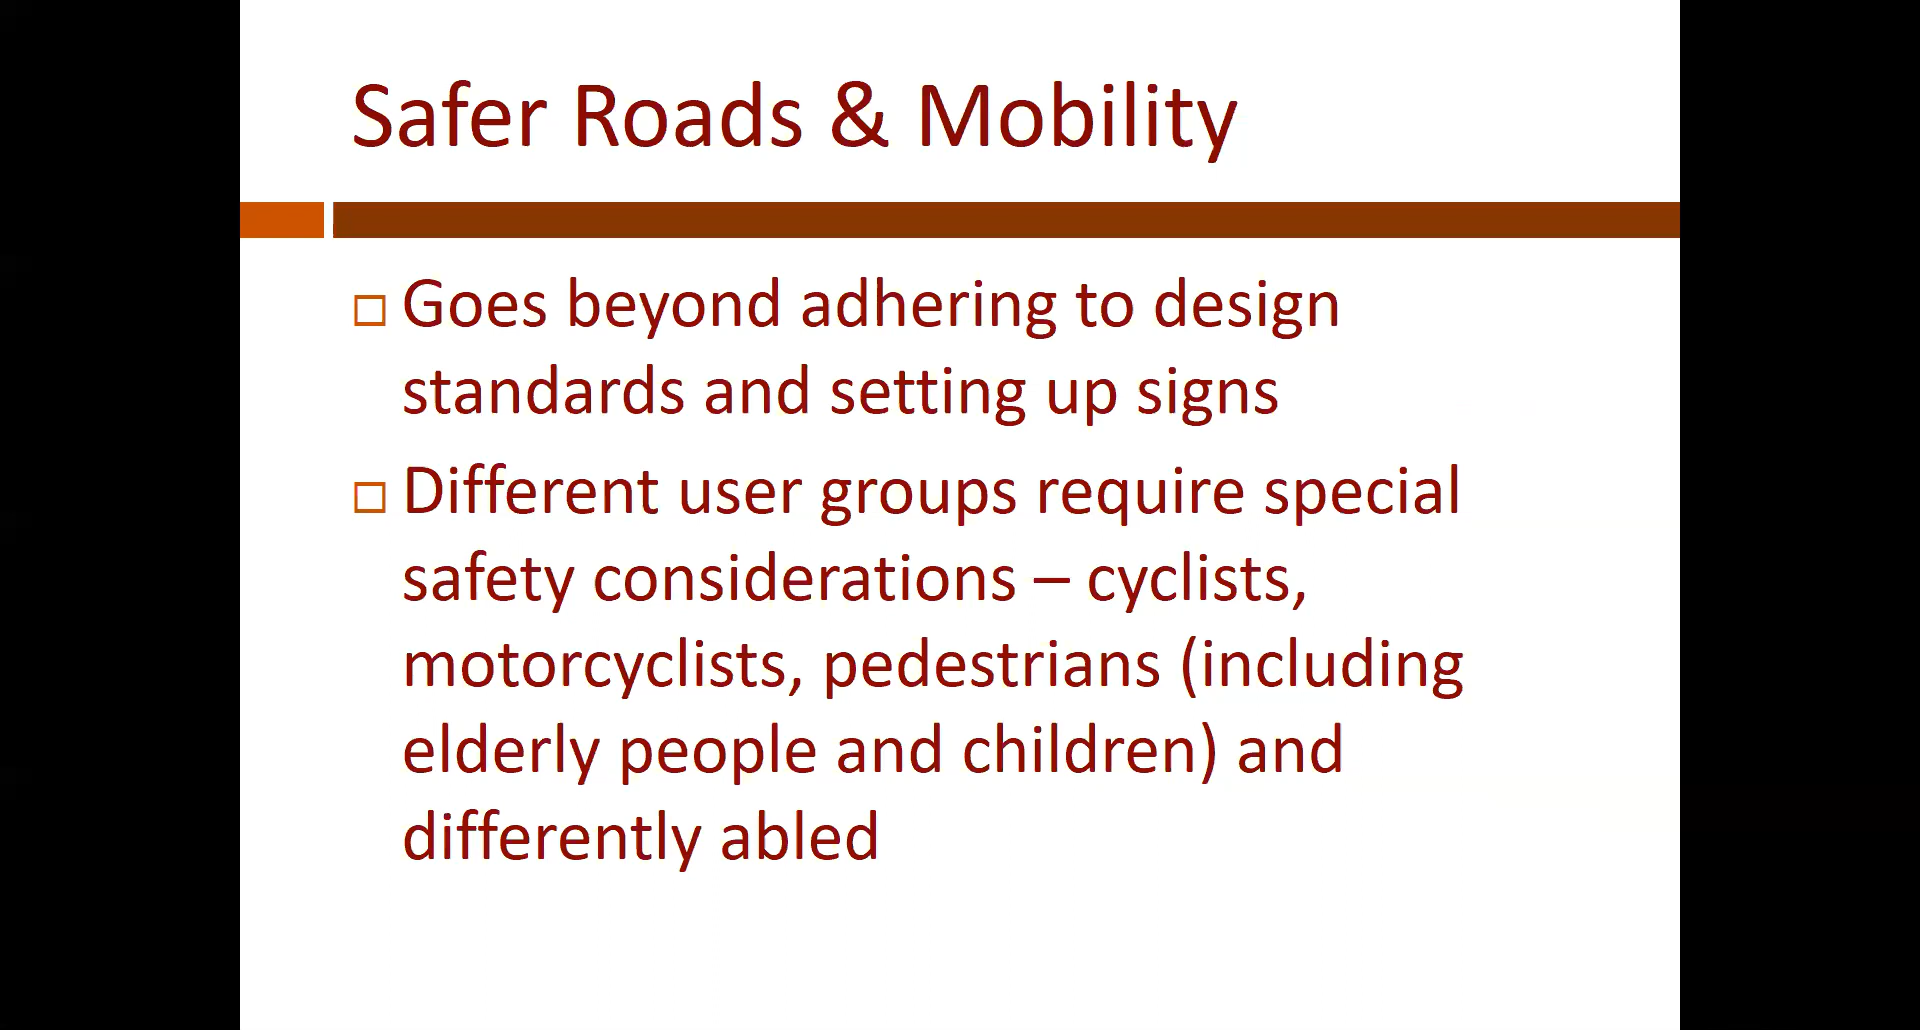 Safer Roads & Mobility
Goes beyond adhering to design
standards and setting up signs
Different user groups require special
safety considerations – cyclists,
motorcyclists, pedestrians (including
elderly people and children) and
differently abled